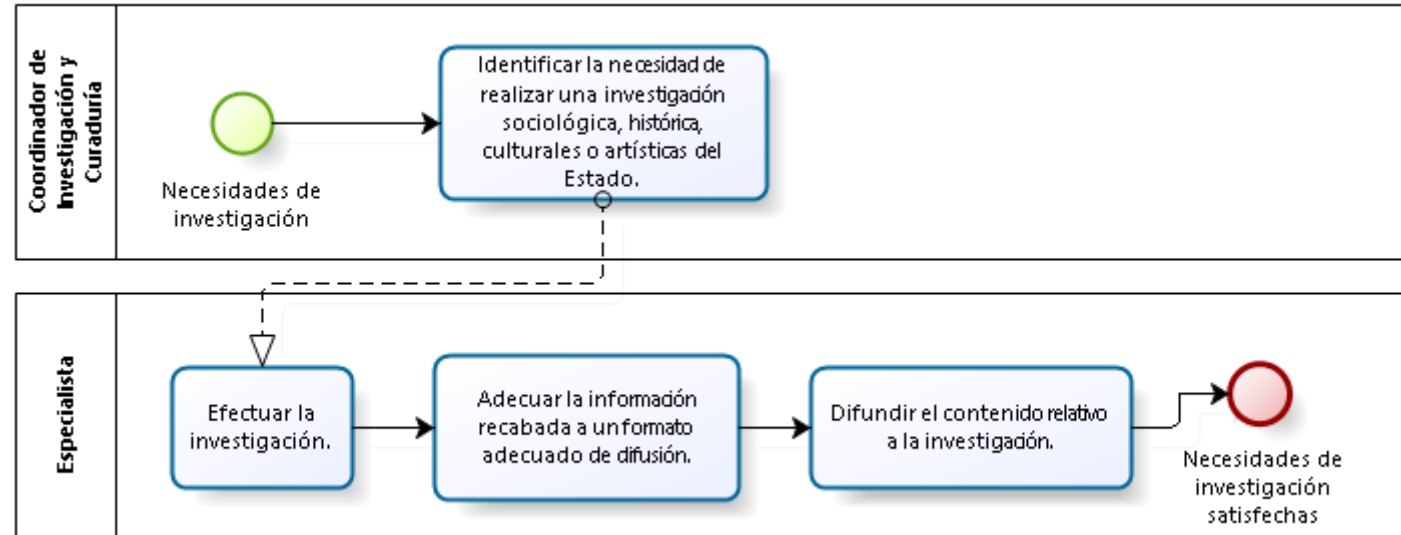 Coordinador de
Investigación y
Curaduría
Necesidades de
investigación
Identificar la necesidad de
realizar una investigación
sociológica, histórica,
culturales o artísticas del
Estado.
Especialista
Efectuar la
investigación.
Adecuar la información
recabada a un formato
adecuado de difusión.
Difundir el contenido relativo
a la investigación.
Necesidades de
investigación
satisfechas